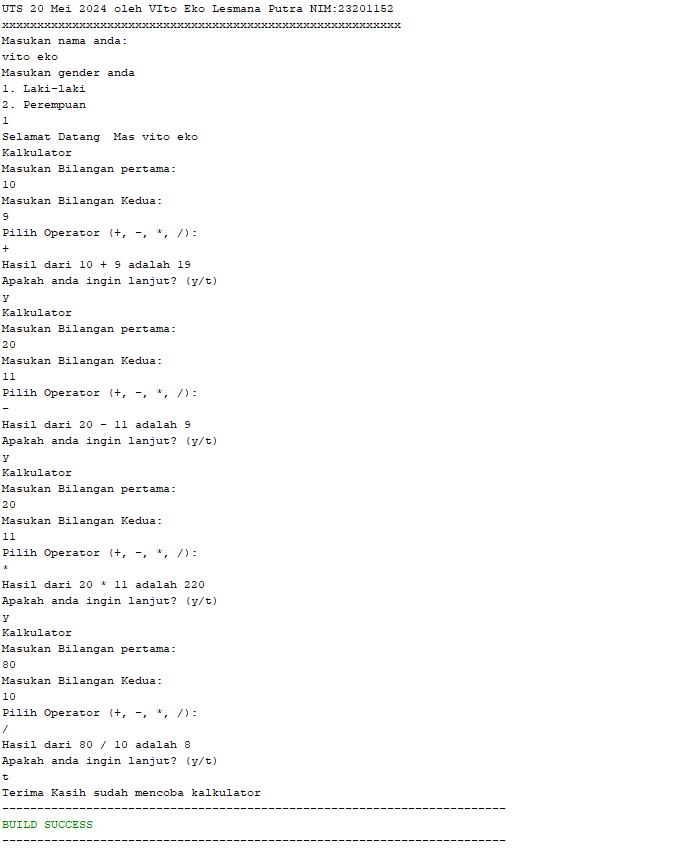 UTS 20 Mei 2024 oleh VIto Eko Lesmana Putra NIM:23201152
xxxxxxxxxxxxxxxxxxxxxxxxxxxxxxxxxxxxxxxxxxxxxxxxxxxxxxxxx
Masukan nama anda:
vito eko
Masukan gender anda
1. Laki-laki
2. Perempuan
1
Selamat Datang  Mas vito eko
Kalkulator
Masukan Bilangan pertama:
10
Masukan Bilangan Kedua:
9
Pilih Operator (+, -, *, /):
+
Hasil dari 10 + 9 adalah 19
Apakah anda ingin lanjut? (y/t)
y
Kalkulator
Masukan Bilangan pertama:
20
Masukan Bilangan Kedua:
11
Pilih Operator (+, -, *, /):
-
Hasil dari 20 - 11 adalah 9
Apakah anda ingin lanjut? (y/t)
y
Kalkulator
Masukan Bilangan pertama:
20
Masukan Bilangan Kedua:
11
Pilih Operator (+, -, *, /):
*
Hasil dari 20 * 11 adalah 220
Apakah anda ingin lanjut? (y/t)
y
Kalkulator
Masukan Bilangan pertama:
80
Masukan Bilangan Kedua:
10
Pilih Operator (+, -, *, /):
/
Hasil dari 80 / 10 adalah 8
Apakah anda ingin lanjut? (y/t)
t
Terima Kasih sudah mencoba kalkulator
------------------------------------------------------------------------
BUILD SUCCESS
------------------------------------------------------------------------